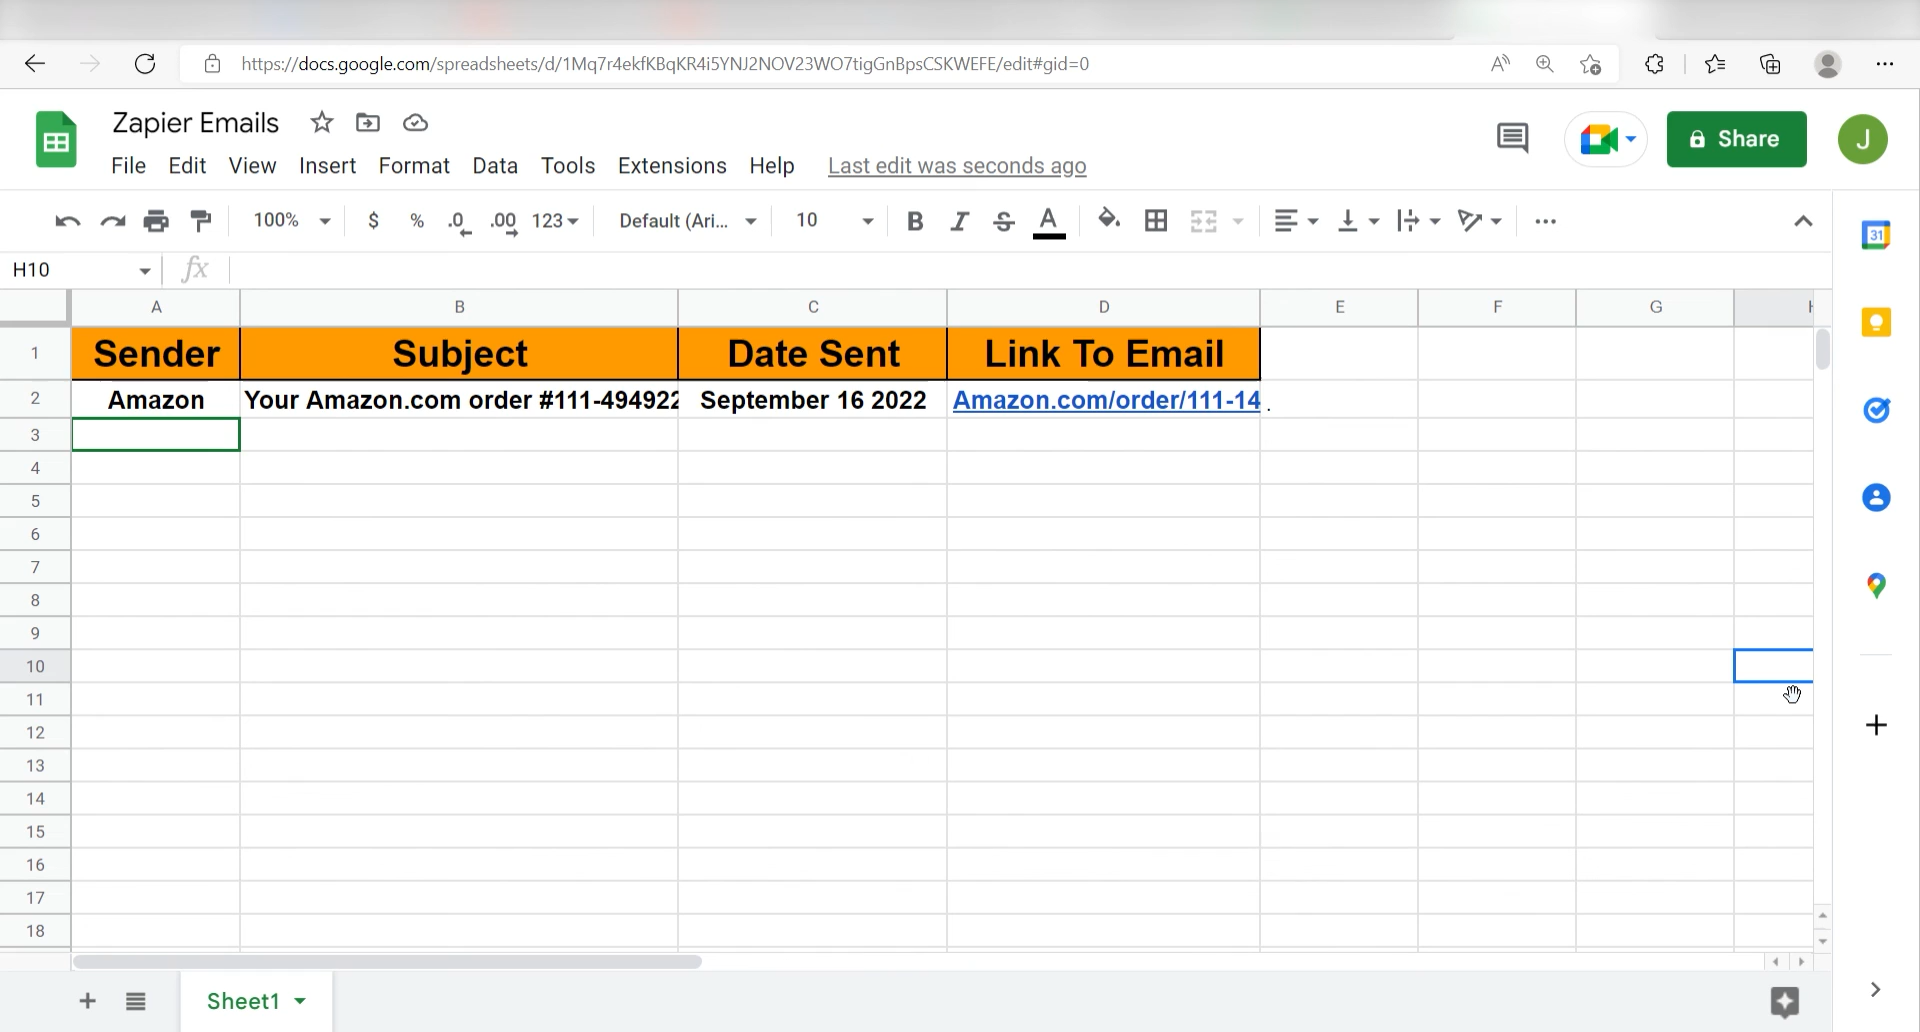 https://docs.google.com/spreadsheets/d/1Mq7r4ekfKBqKR4i5YNJ2NOV23WO7tigGnBpsCSKWEFE/edit#gid=0
Zapier Emails
Share
J
File Edit View Insert Format Data Tools Extensions Help Last edit was seconds ago
100% $ % .0 .00 123 Default (Ari... 10 B I S A
31
H10 fx
A B C D E F G
1 Sender Subject Date Sent Link To Email
2 Amazon Your Amazon.com order #111-494922 September 16 2022 Amazon.com/order/111-14
3
4
5
6
7
8
9
10
11
12
13
14
15
16
17
18
Sheet1